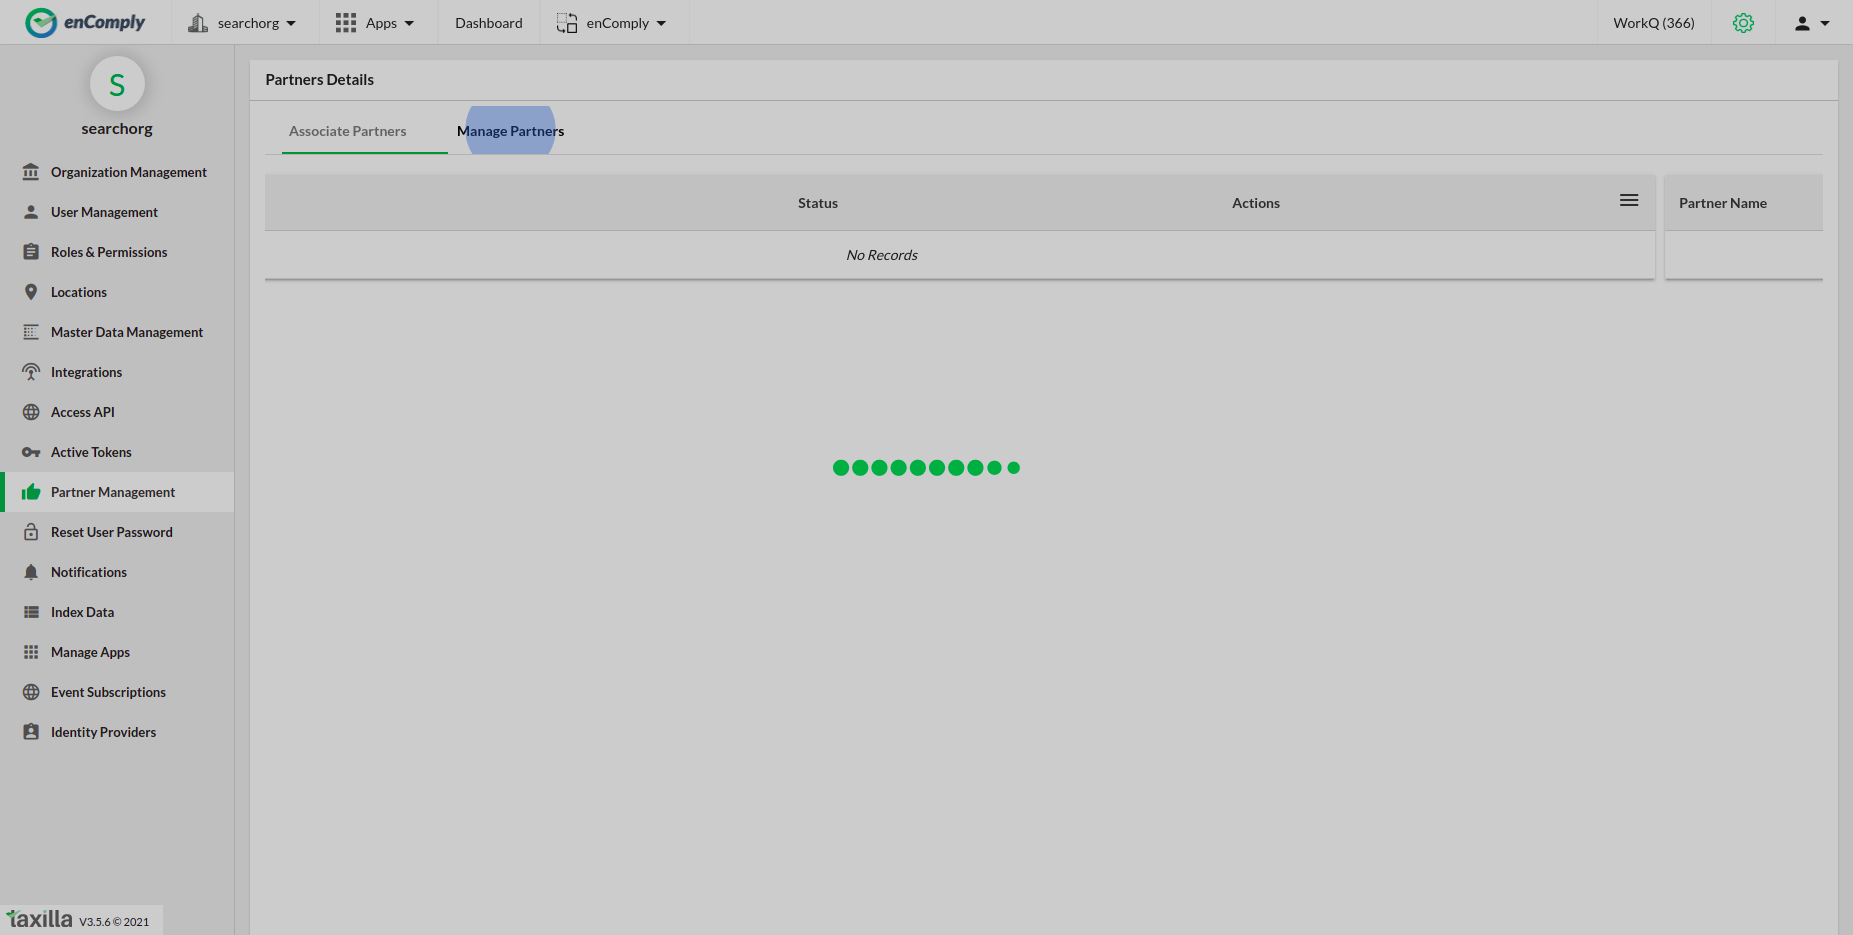 enComply
searchorg
Apps
Dashboard
enComply
WorkQ (366)
S
searchorg
Organization Management
User Management
Roles & Permissions
Locations
Master Data Management
Integrations
Access API
Active Tokens
Partner Management
Reset User Password
Notifications
Index Data
Manage Apps
Event Subscriptions
Identity Providers
taxilla V3.5.6 © 2021
Partners Details
Associate Partners
Manage Partners
Status
Actions
Partner Name
No Records